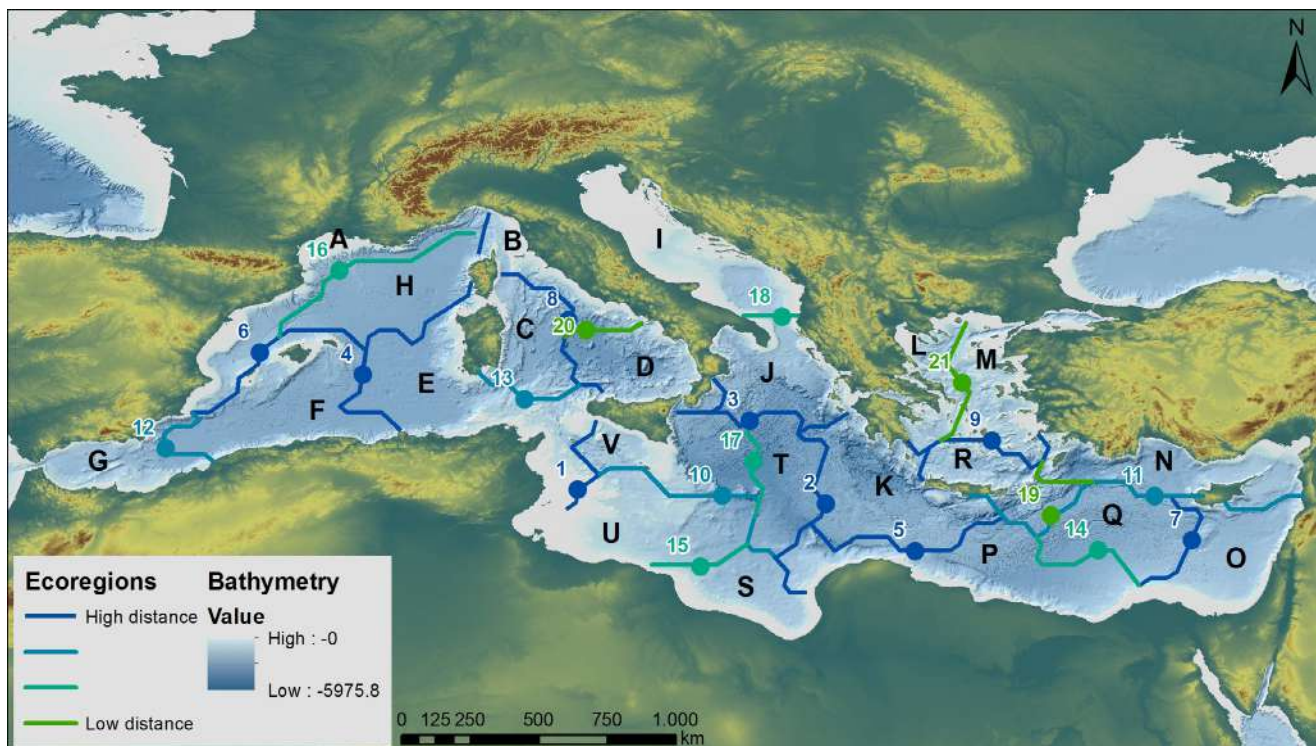 N
A
B
I
16
H
18
6
8
C
20
L
M
21
4
E
D
J
13
F
3
9
12
G
V
17
T
R
N
1
10
2
K
19
11
Q
7
U
5
14
P
O
15
S
Ecoregions
High distance
Low distance
Bathymetry
Value
High : -0
Low : -5975.8
0 125 250 500 750 1.000
km